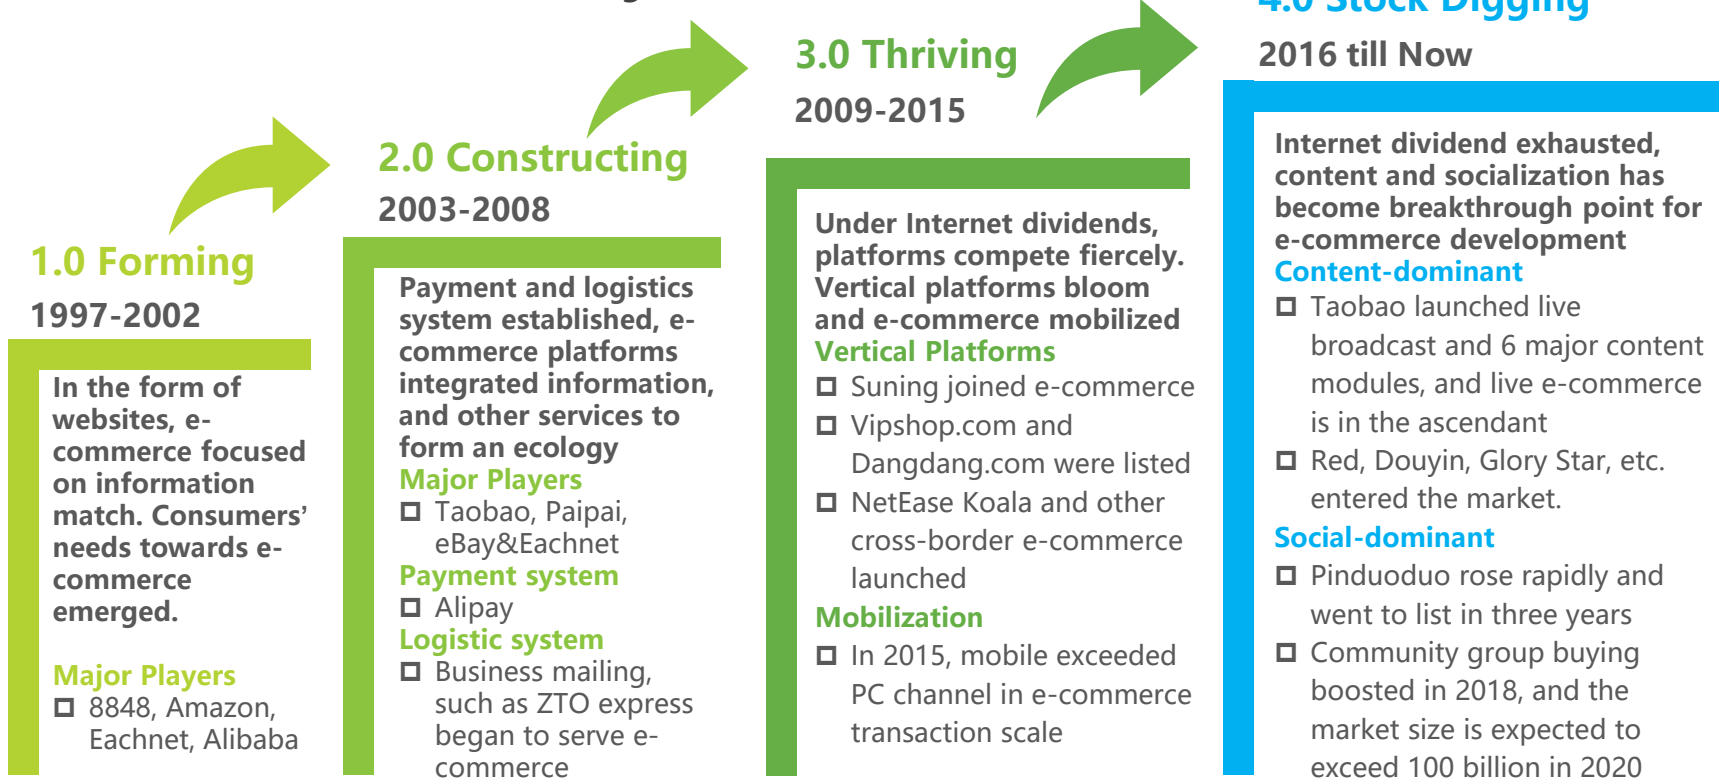 1.0 Forming
1997-2002
In the form of
websites, e-
commerce focused
on information
match. Consumers’
needs towards e-
commerce
emerged.
Major Players
8848, Amazon,
Eachnet, Alibaba
2.0 Constructing
2003-2008
Payment and logistics
system established, e-
commerce platforms
integrated information,
and other services to
form an ecology
Major Players
Taobao, Paipai,
eBay&Eachnet
Payment system
Alipay
Logistic system
Business mailing,
such as ZTO express
began to serve e-
commerce
3.0 Thriving
2009-2015
Under Internet dividends,
platforms compete fiercely.
Vertical platforms bloom
and e-commerce mobilized
Vertical Platforms
Suning joined e-commerce
Vipshop.com and
Dangdang.com were listed
NetEase Koala and other
cross-border e-commerce
launched
Mobilization
In 2015, mobile exceeded
PC channel in e-commerce
transaction scale
4.0 Stock Digging
2016 till Now
Internet dividend exhausted,
content and socialization has
become breakthrough point for
e-commerce development
Content-dominant
Taobao launched live
broadcast and 6 major content
modules, and live e-commerce
is in the ascendant
Red, Douyin, Glory Star, etc.
entered the market.
Social-dominant
Pinduoduo rose rapidly and
went to list in three years
Community group buying
boosted in 2018, and the
market size is expected to
exceed 100 billion in 2020